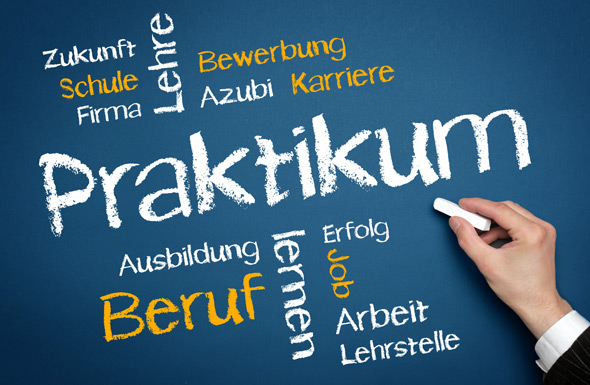 Zukunft
Lehre
Bewerbung
Schule
Azubi
Karriere
Firma
Praktikum
Ausbildung
lernen
Erfolg
Job
Beruf
Arbeit
Lehrstelle